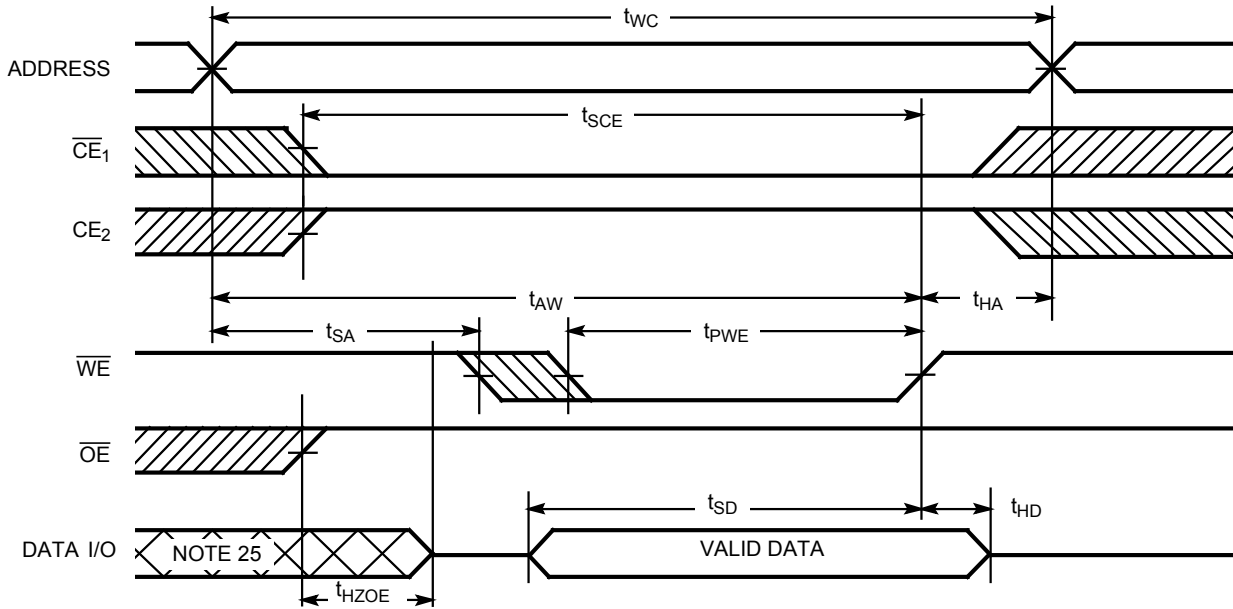 tWC
ADDRESS
tSCE
CE1
CE2
tAW
tHA
tSA
tPWE
WE
OE
tSD
tHD
DATA I/O
NOTE 25
VALID DATA
tHZOE